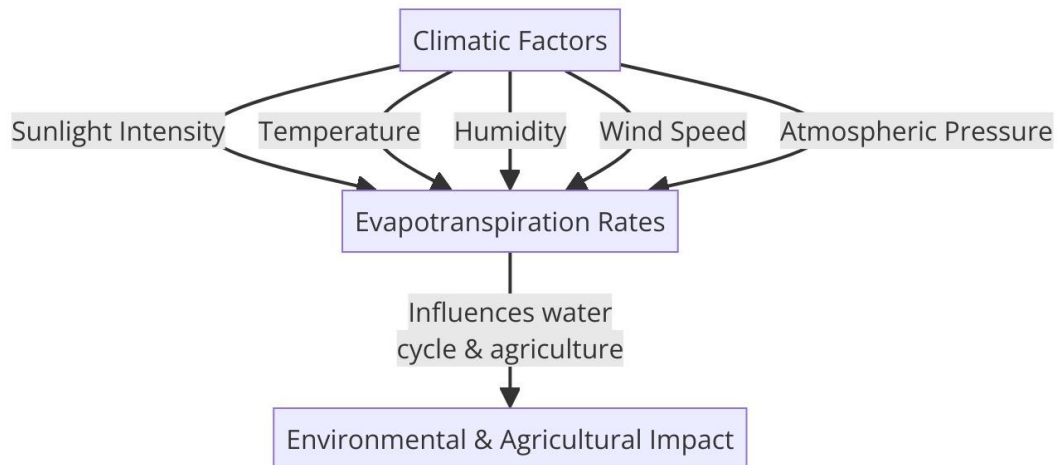 Climatic Factors
Sunlight Intensity
Temperature
Humidity
Wind Speed
Atmospheric Pressure
Evapotranspiration Rates
Influences water
cycle & agriculture
Environmental & Agricultural Impact